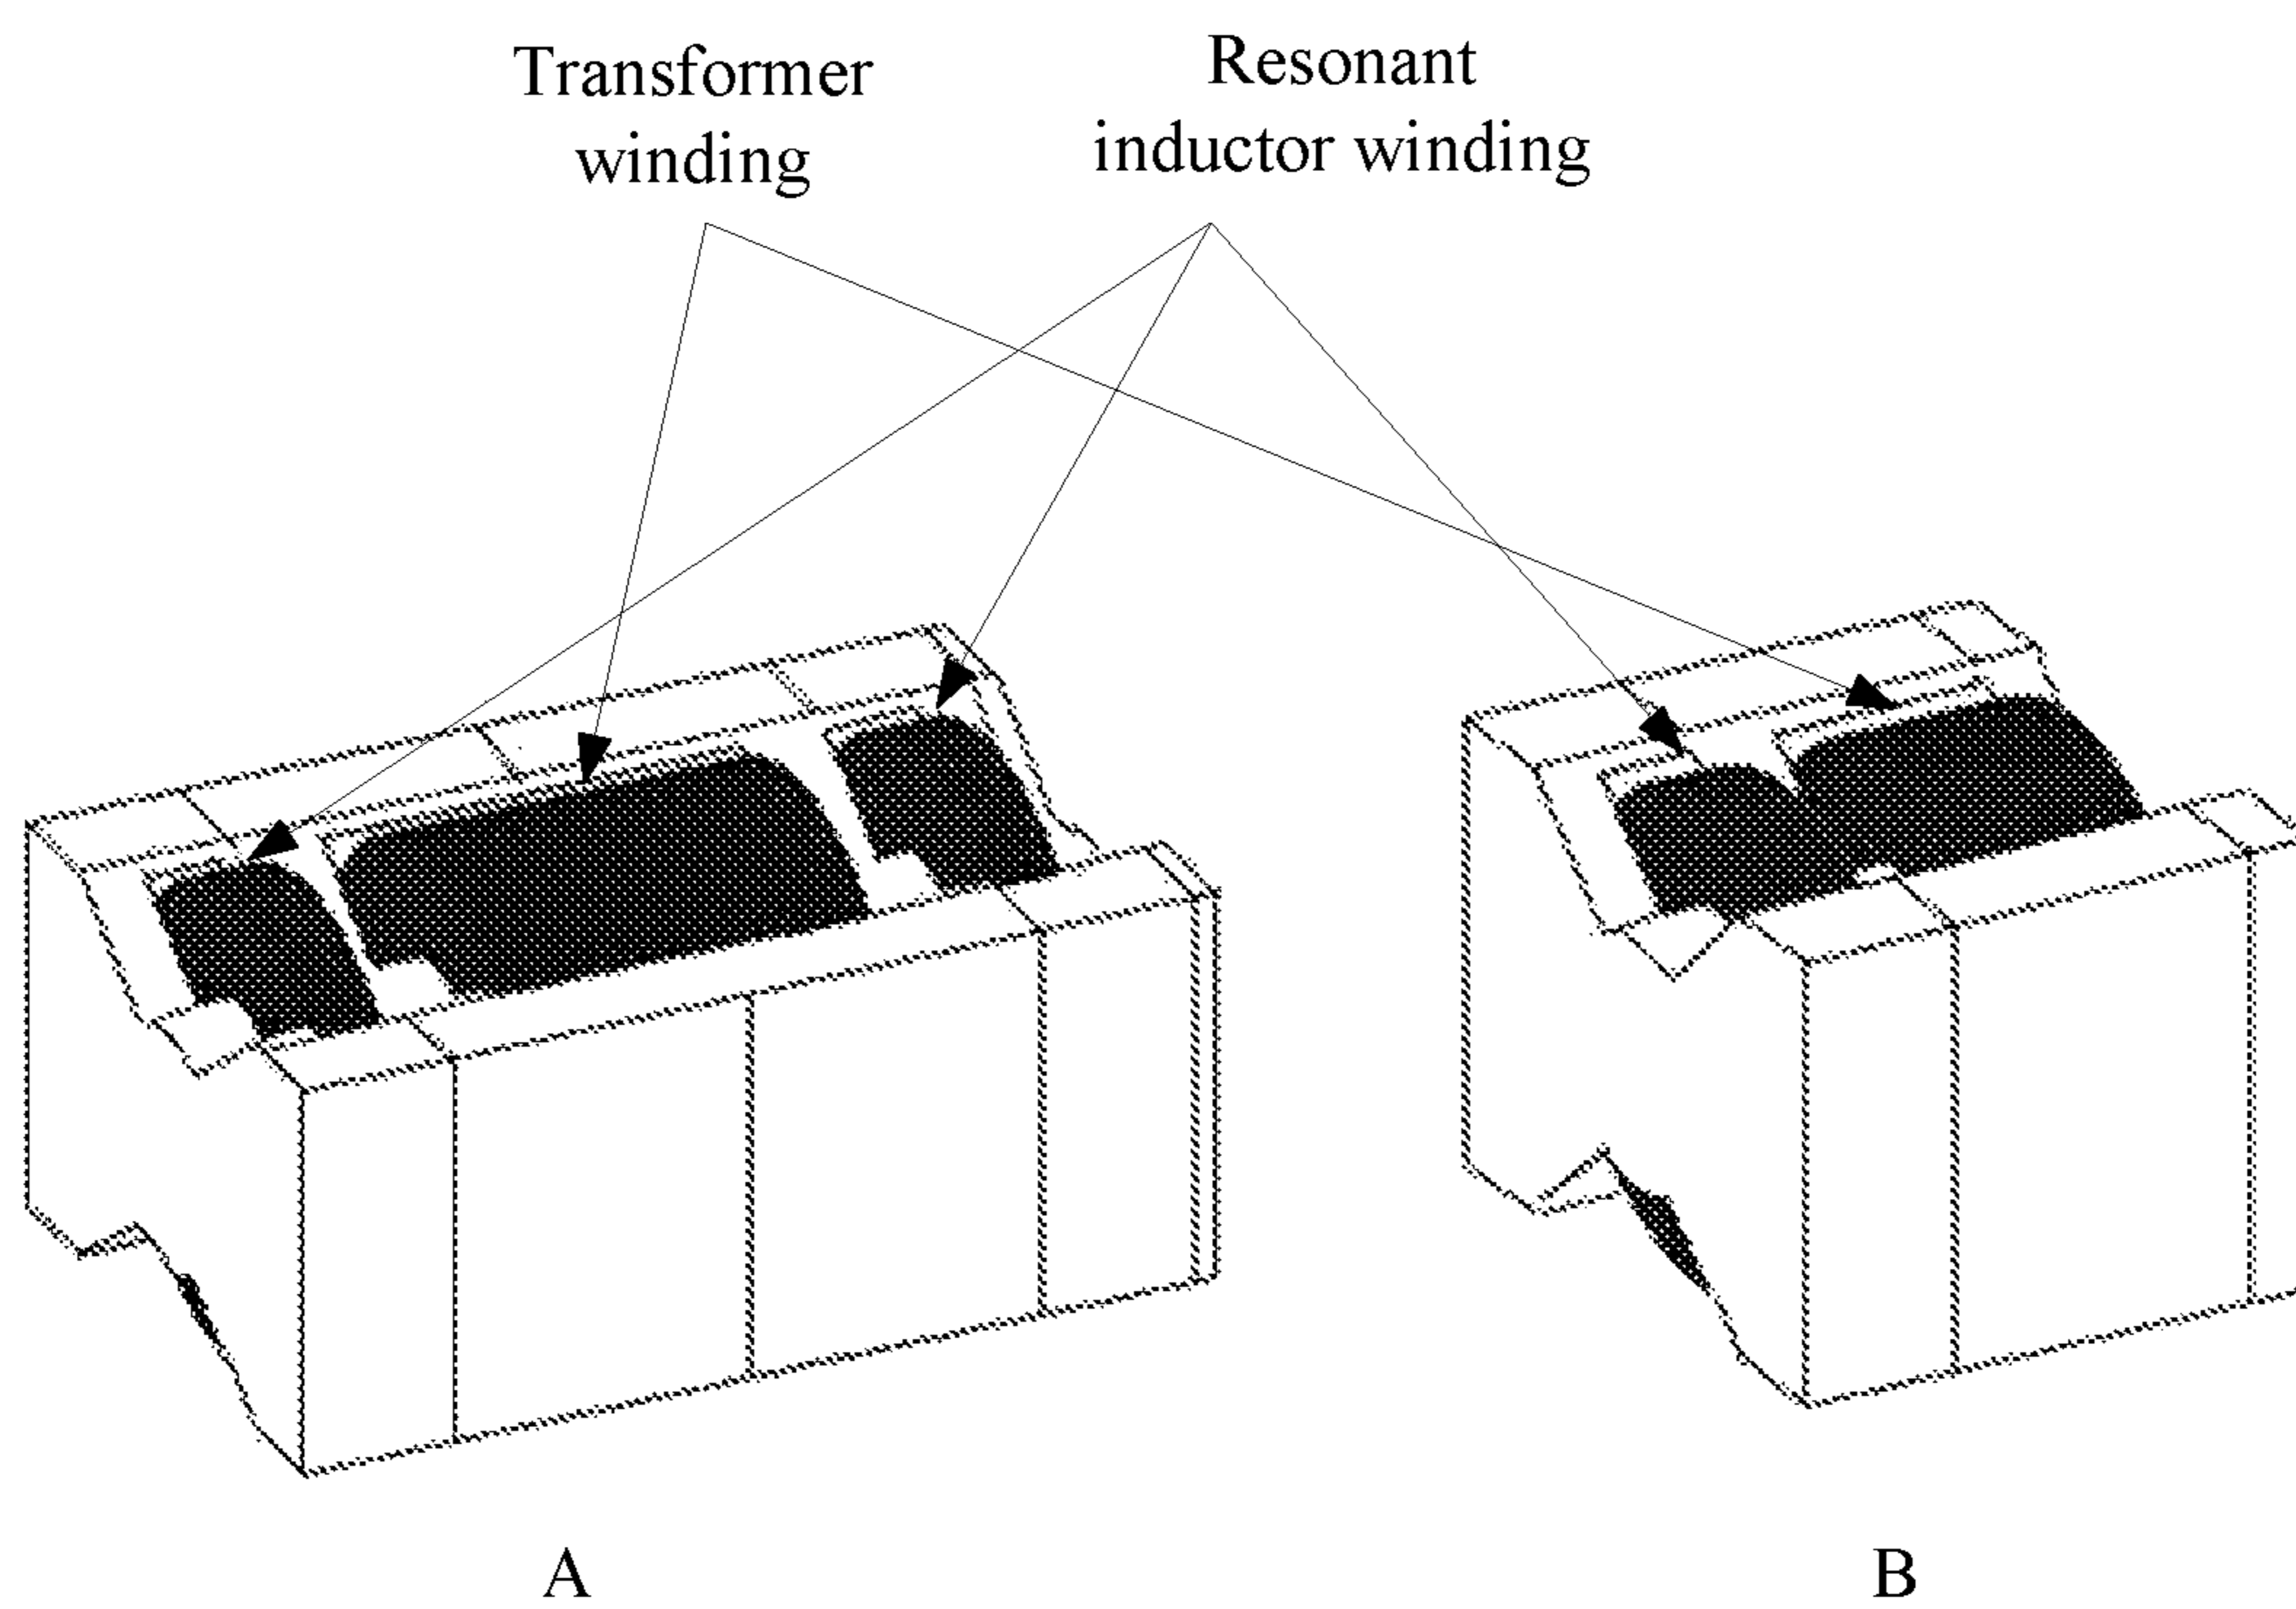 Transformer
winding
Resonant
inductor winding
A
B